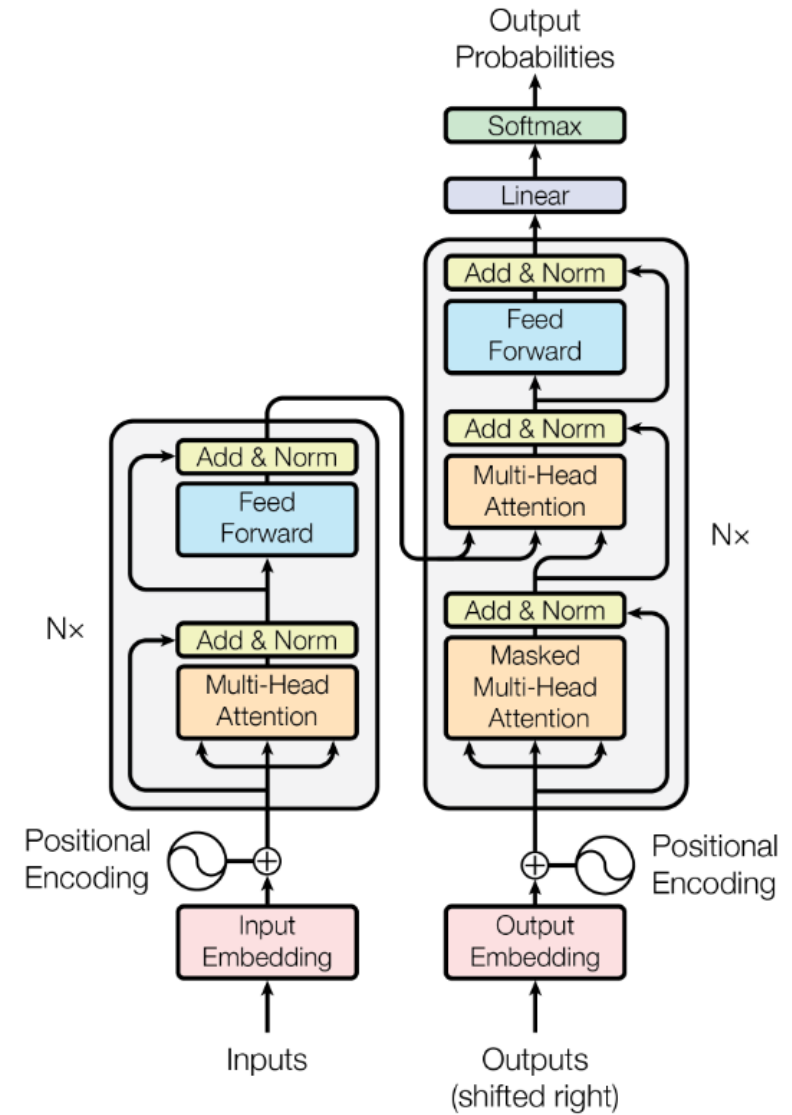 Output
Probabilities
Softmax
Linear
Add & Norm
Feed
Forward
Add & Norm
Multi-Head
Attention
Nx
Add & Norm
Masked
Multi-Head
Attention
Add & Norm
Feed
Forward
Nx
Add & Norm
Multi-Head
Attention
Positional
Encoding
Positional
Encoding
Input
Embedding
Output
Embedding
Inputs
Outputs
(shifted right)